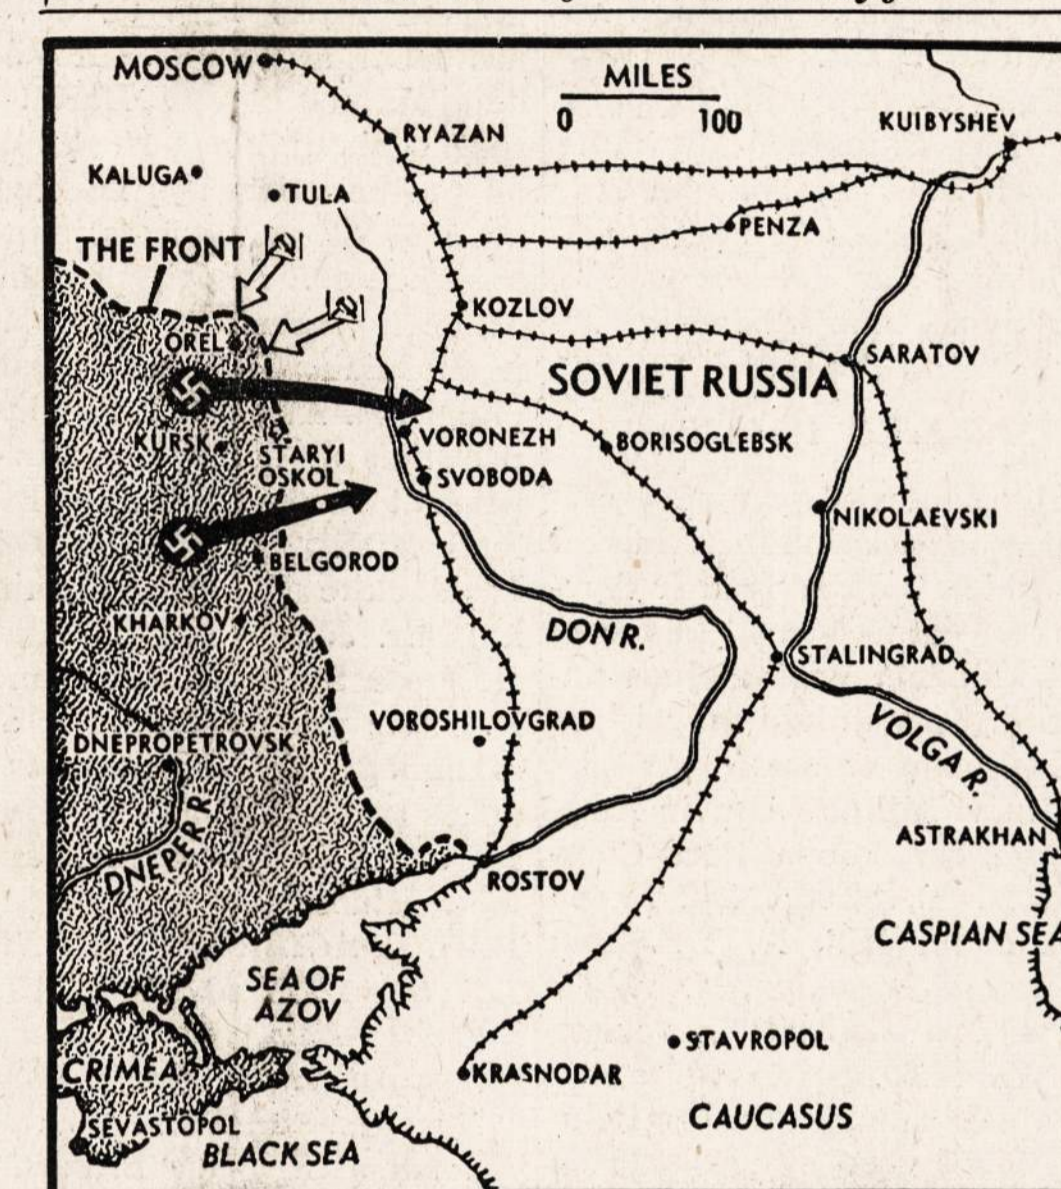 MOSCOW
MILES
0 100
RYAZAN
KUIBYSHEV
KALUGA
TULA
PENZA
THE FRONT
KOZLOV
OREL
SARATOV
SOVIET RUSSIA
KURSK
VORONEZH
BORISOGLEBSK
STARYI
OSKOL
SVOBODA
NIKOLAEVSKI
BELGOROD
KHARKOV
DON R.
STALINGRAD
VOROSHILOVGRAD
VOLGA R.
DNEPROPETROVSK
DNEPER R.
ASTRAKHAN
ROSTOV
CASPIAN SEA
SEA OF
AZOV
STAVROPOL
CRIMEA
KRASNODAR
CAUCASUS
SEVASTOPOL
BLACK SEA